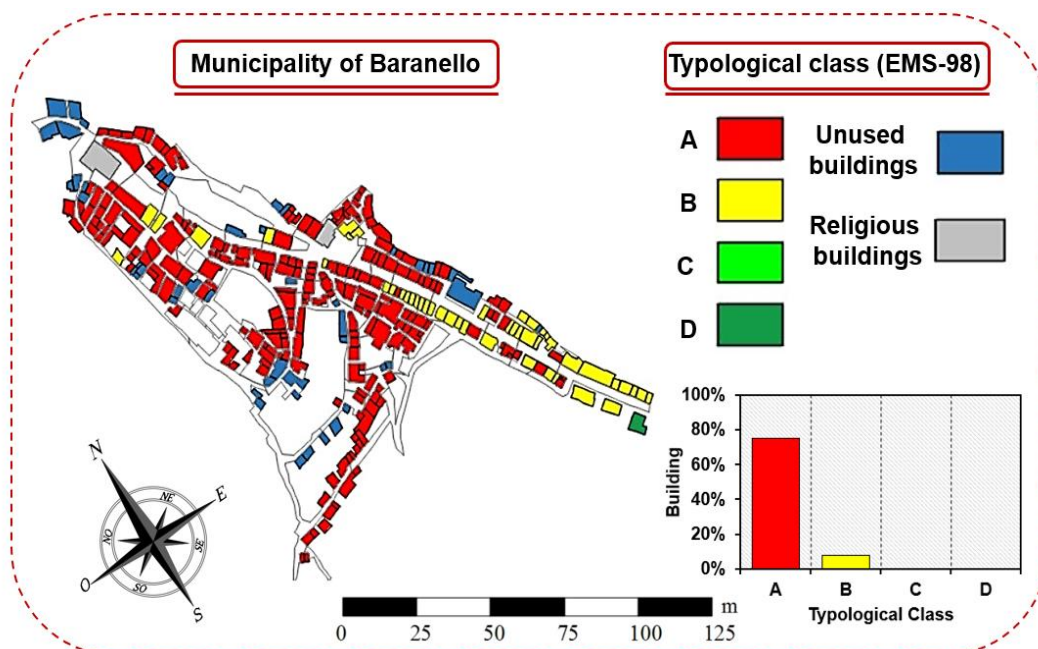 Municipality of Baranello
Typological class (EMS-98)
A
B
C
D
Unused
buildings
Religious
buildings
N
NE
E
SE
S
SO
O
NO
0 25 50 75 100 125
m
100%
80%
60%
40%
20%
0%
Building
A B C D
Typological Class